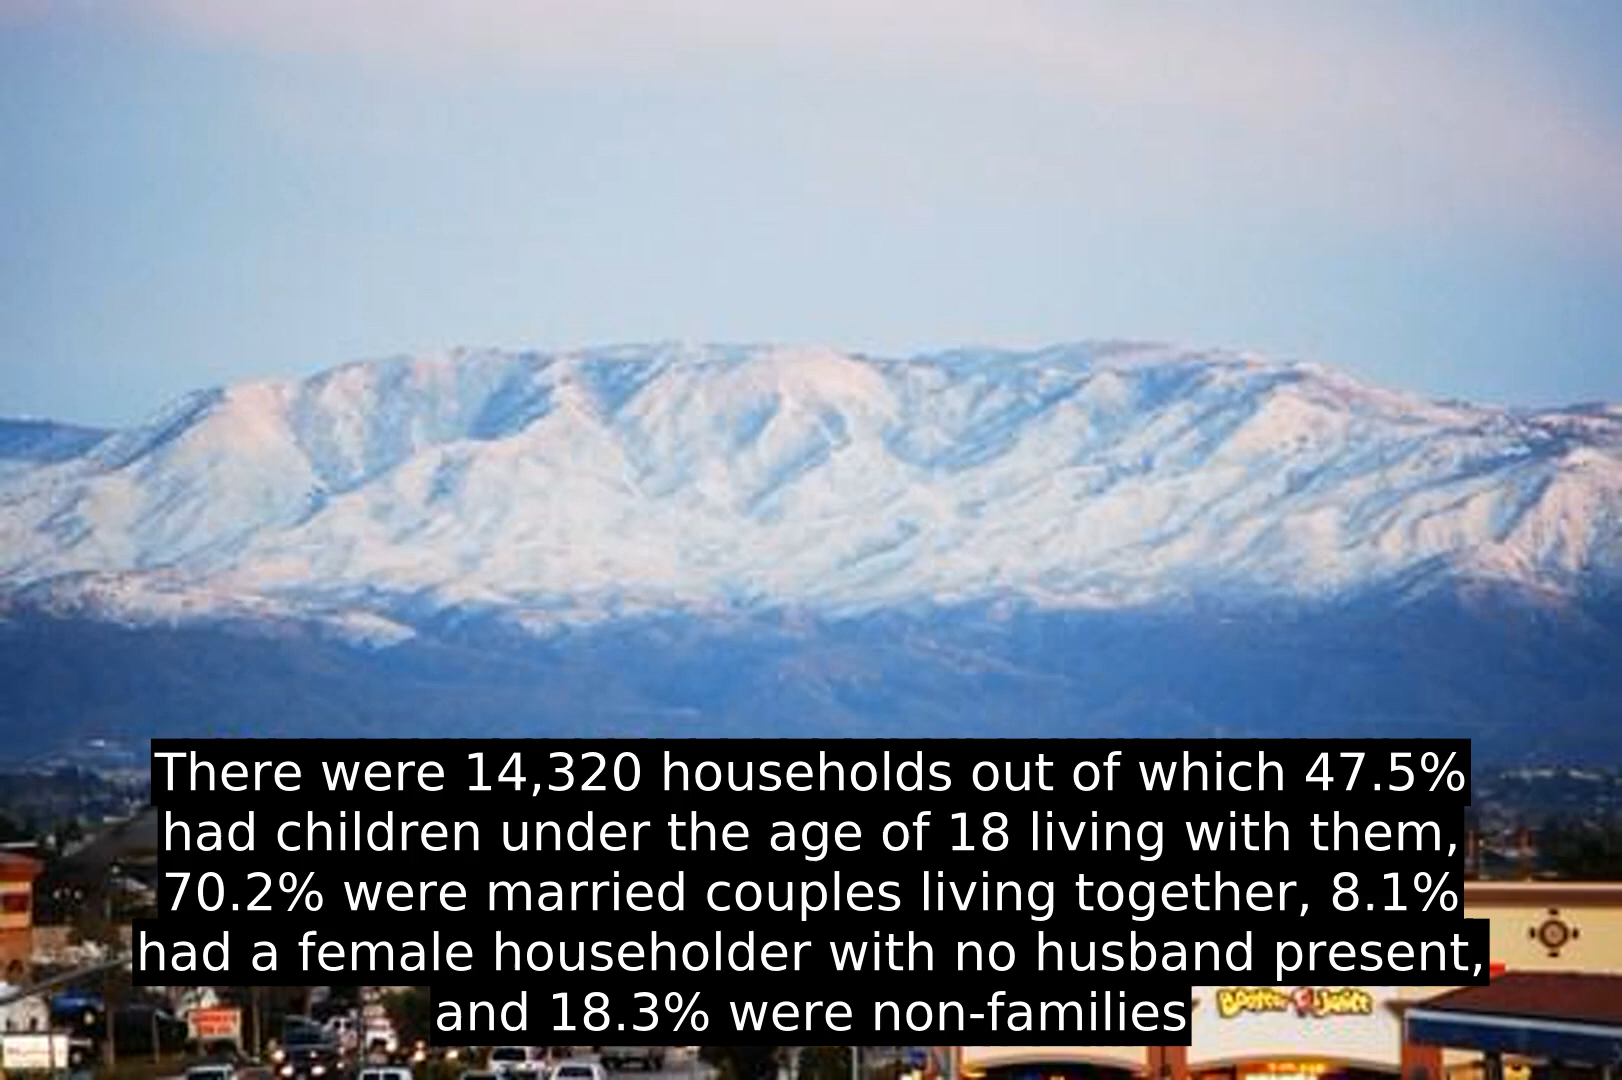 There were 14,320 households out of which 47.5%
had children under the age of 18 living with them,
70.2% were married couples living together, 8.1%
had a female householder with no husband present,
and 18.3% were non-families
Booster Juice